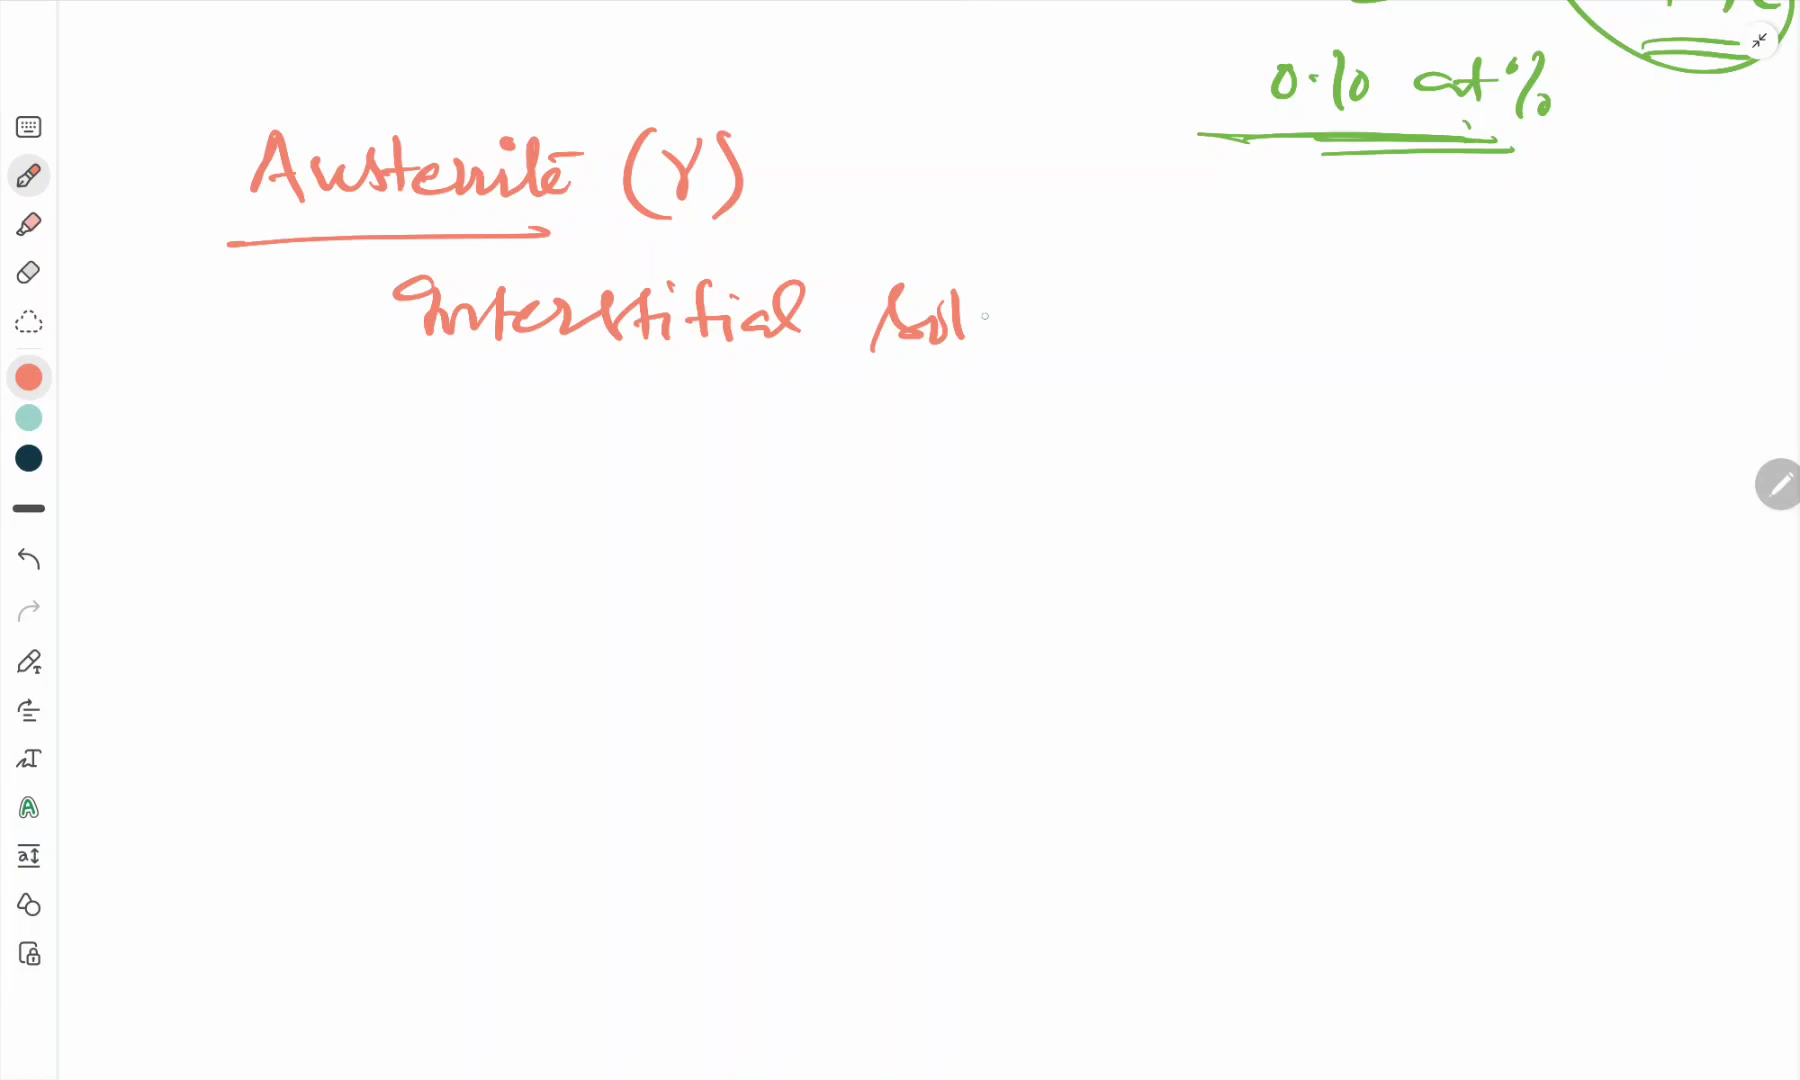 0.10 at%
Austenite (γ)
Interstitial sol